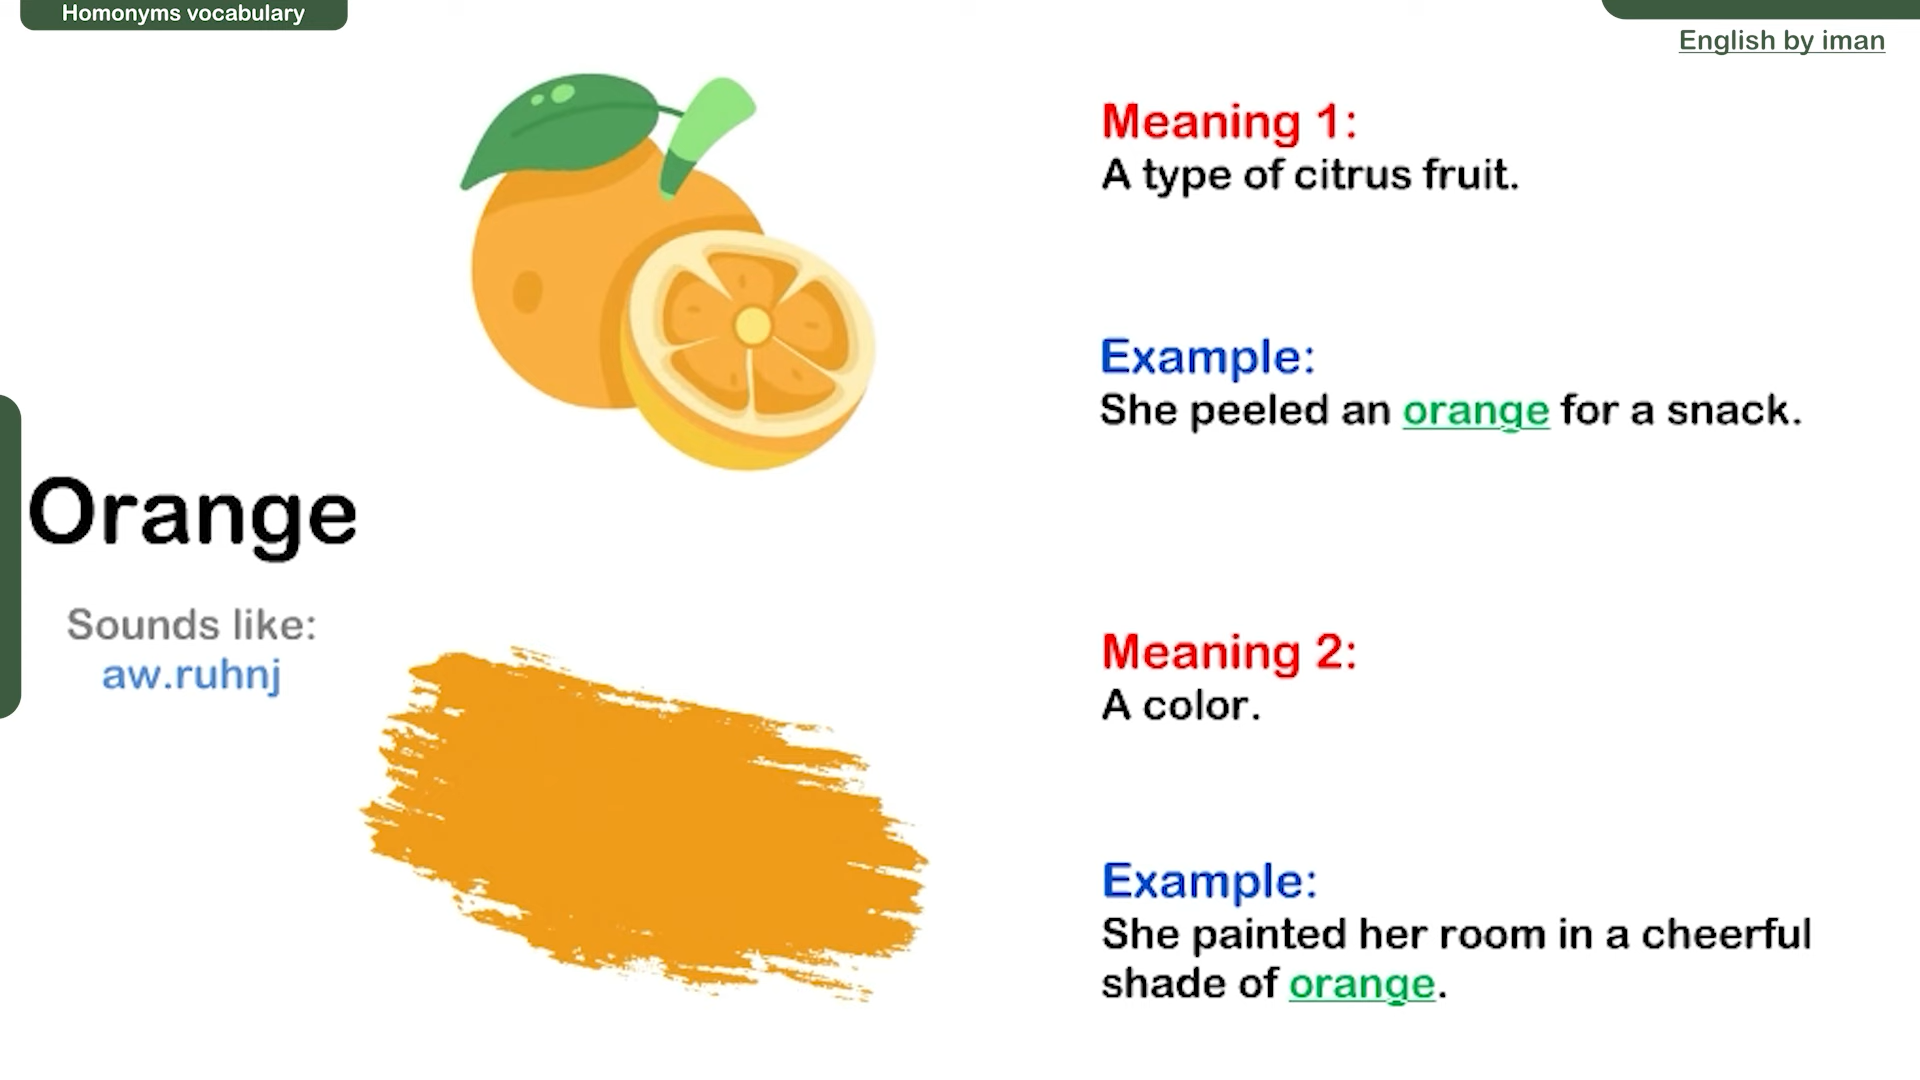 Homonyms vocabulary
English by iman
Orange
Sounds like:
aw.ruhnj
Meaning 1:
A type of citrus fruit.
Example:
She peeled an orange for a snack.
Meaning 2:
A color.
Example:
She painted her room in a cheerful
shade of orange.